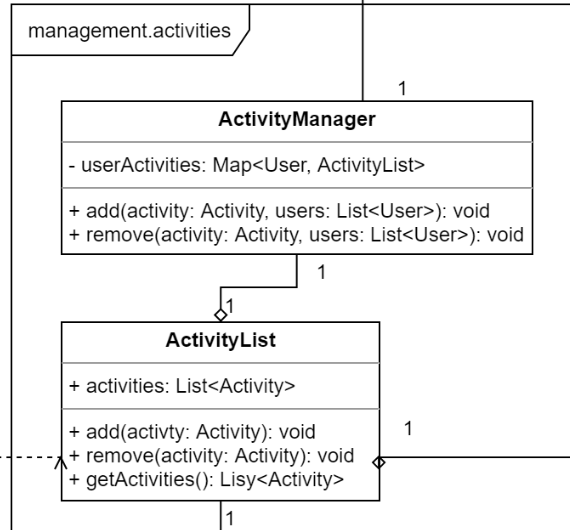 management.activities
1
ActivityManager
- userActivities: Map<User, ActivityList>
+ add(activity: Activity, users: List<User>): void
+ remove(activity: Activity, users: List<User>): void
1
1
ActivityList
+ activities: List<Activity>
+ add(activty: Activity): void
+ remove(activity: Activity): void
+ getActivities(): Lisy<Activity>
1
1